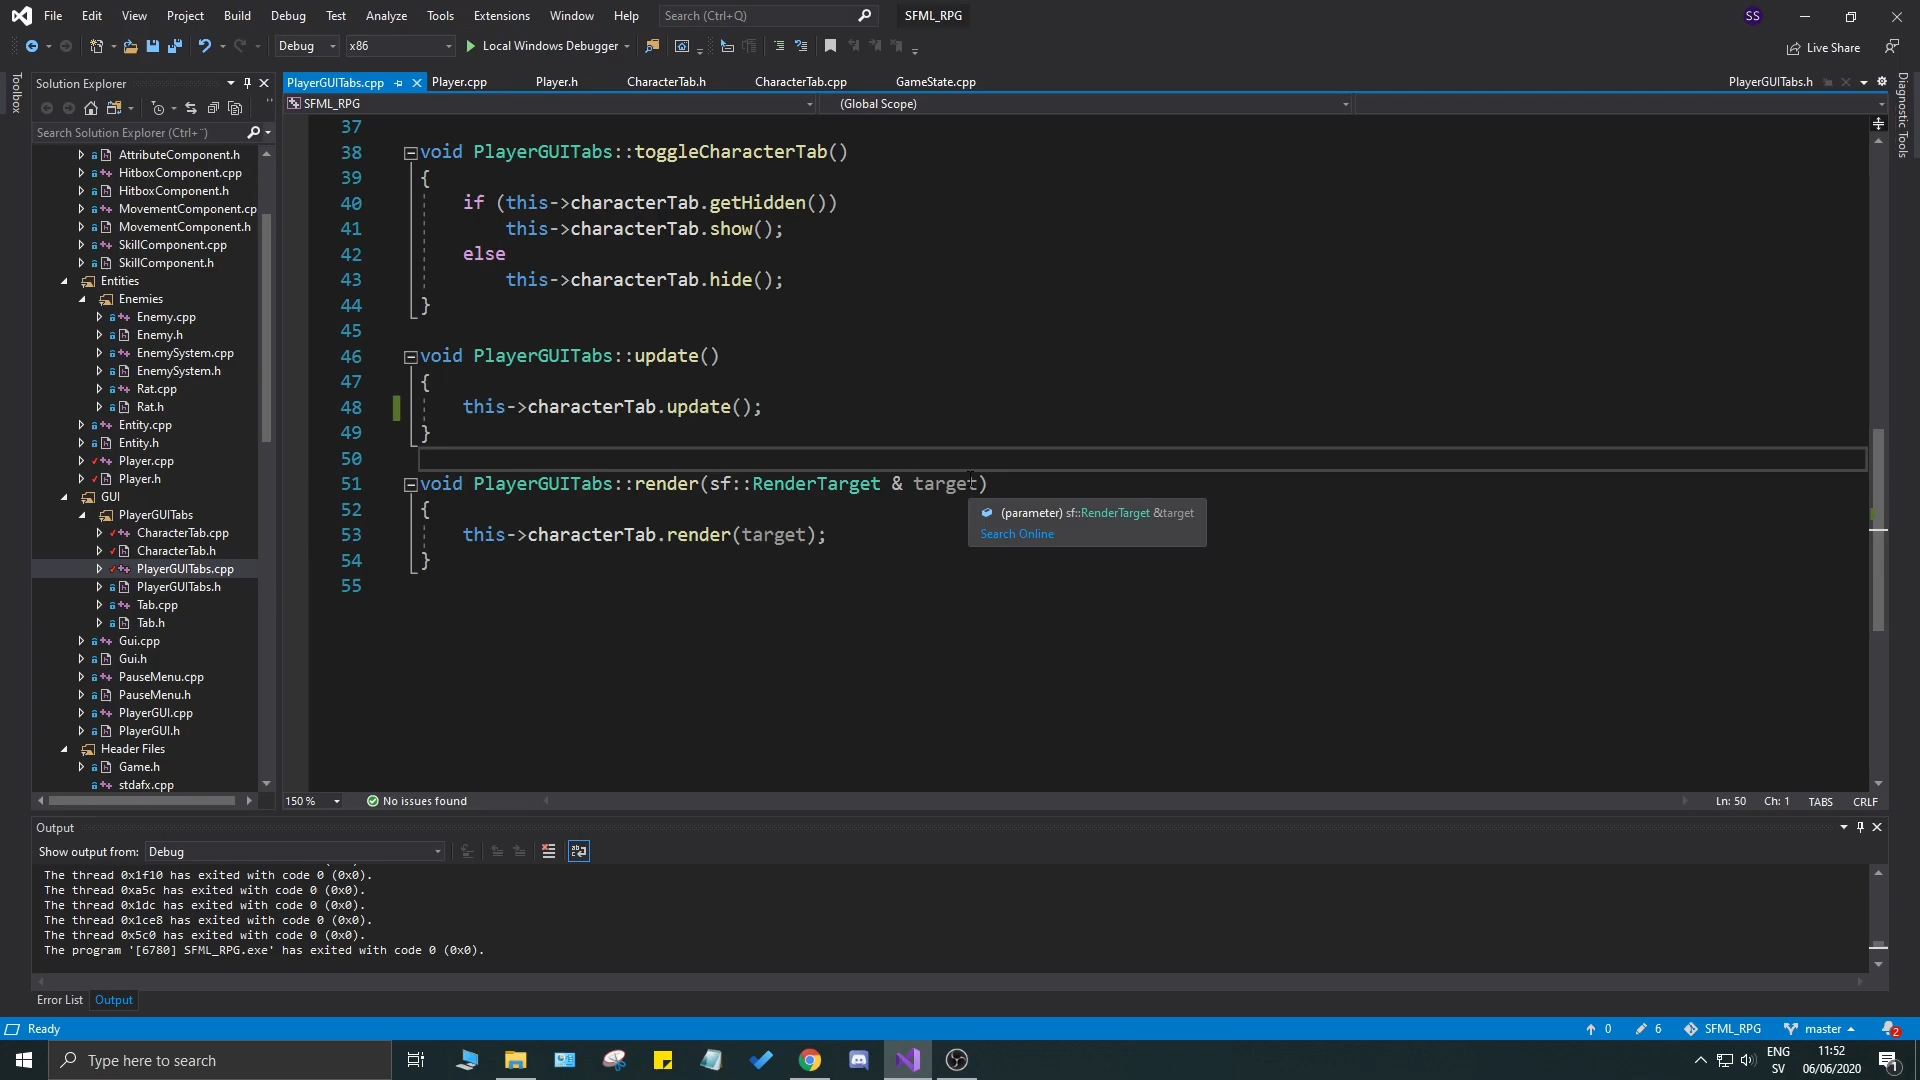 File Edit View Project Build Debug Test Analyze Tools Extensions Window Help Search (Ctrl+Q) SFML_RPG SS
Debug x86 Local Windows Debugger Live Share
Toolbox
Solution Explorer
Search Solution Explorer (Ctrl+¨)
AttributeComponent.h
HitboxComponent.cpp
HitboxComponent.h
MovementComponent.cp
MovementComponent.h
SkillComponent.cpp
SkillComponent.h
Entities
Enemies
Enemy.cpp
Enemy.h
EnemySystem.cpp
EnemySystem.h
Rat.cpp
Rat.h
Entity.cpp
Entity.h
Player.cpp
Player.h
GUI
PlayerGUITabs
CharacterTab.cpp
CharacterTab.h
PlayerGUITabs.cpp
PlayerGUITabs.h
Tab.cpp
Tab.h
Gui.cpp
Gui.h
PauseMenu.cpp
PauseMenu.h
PlayerGUI.cpp
PlayerGUI.h
Header Files
Game.h
stdafx.cpp
PlayerGUITabs.cpp Player.cpp Player.h CharacterTab.h CharacterTab.cpp GameState.cpp PlayerGUITabs.h
SFML_RPG (Global Scope)
37
38 void PlayerGUITabs::toggleCharacterTab()
39 {
40 if (this->characterTab.getHidden())
41 this->characterTab.show();
42 else
43 this->characterTab.hide();
44 }
45
46 void PlayerGUITabs::update()
47 {
48 this->characterTab.update();
49 }
50
51 void PlayerGUITabs::render(sf::RenderTarget & target)
52 {
53 this->characterTab.render(target);
54 }
55
(parameter) sf::RenderTarget &target
Search Online
Diagnostic Tools
150 % No issues found Ln: 50 Ch: 1 TABS CRLF
Output
Show output from: Debug
The thread 0x1f10 has exited with code 0 (0x0).
The thread 0xa5c has exited with code 0 (0x0).
The thread 0x1dc has exited with code 0 (0x0).
The thread 0x1ce8 has exited with code 0 (0x0).
The thread 0x5c0 has exited with code 0 (0x0).
The program '[6780] SFML_RPG.exe' has exited with code 0 (0x0).
Error List Output
Ready 0 6 SFML_RPG master 2
Type here to search
ENG
SV
11:52
06/06/2020
1